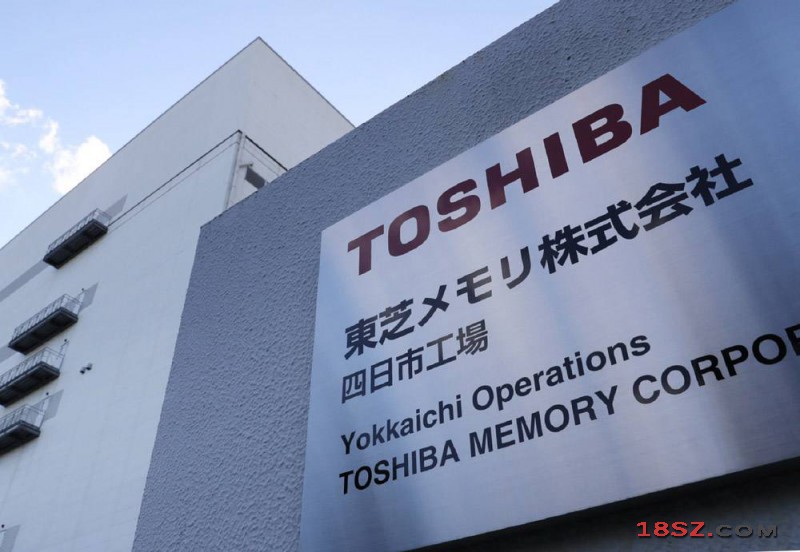 TOSHIBA
東芝メモリ株式会社
四日市工場
Yokkaichi Operations
TOSHIBA MEMORY CORPOR
18SZ.COM